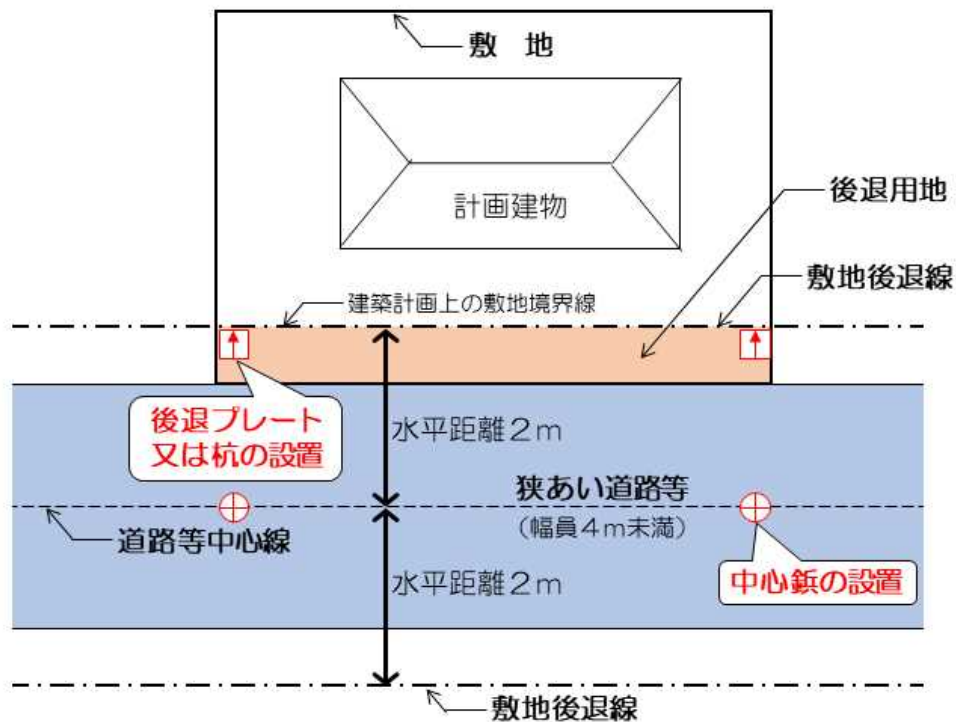 敷　地
計画建物
後退用地
敷地後退線
建築計画上の敷地境界線
後退プレート
又は杭の設置
水平距離２ｍ
狭あい道路等
（幅員４ｍ未満）
道路等中心線
中心鋲の設置
水平距離２ｍ
敷地後退線